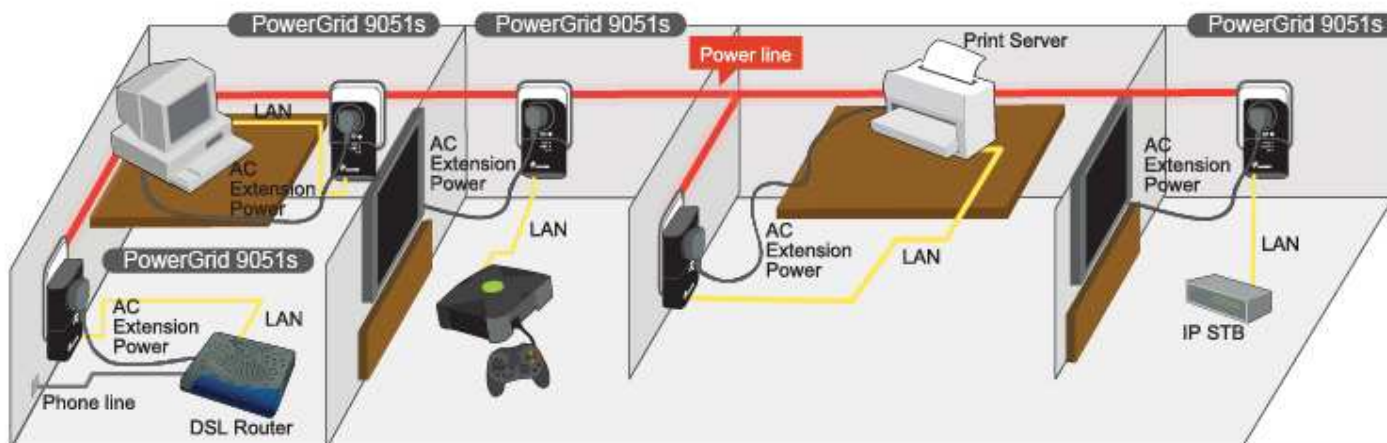 PowerGrid 9051s
PowerGrid 9051s
PowerGrid 9051s
Print Server
Power line
LAN
AC
Extension
Power
AC
Extension
Power
AC
Extension
Power
LAN
AC
Extension
Power
LAN
LAN
PowerGrid 9051s
AC
Extension
Power
LAN
IP STB
Phone line
DSL Router